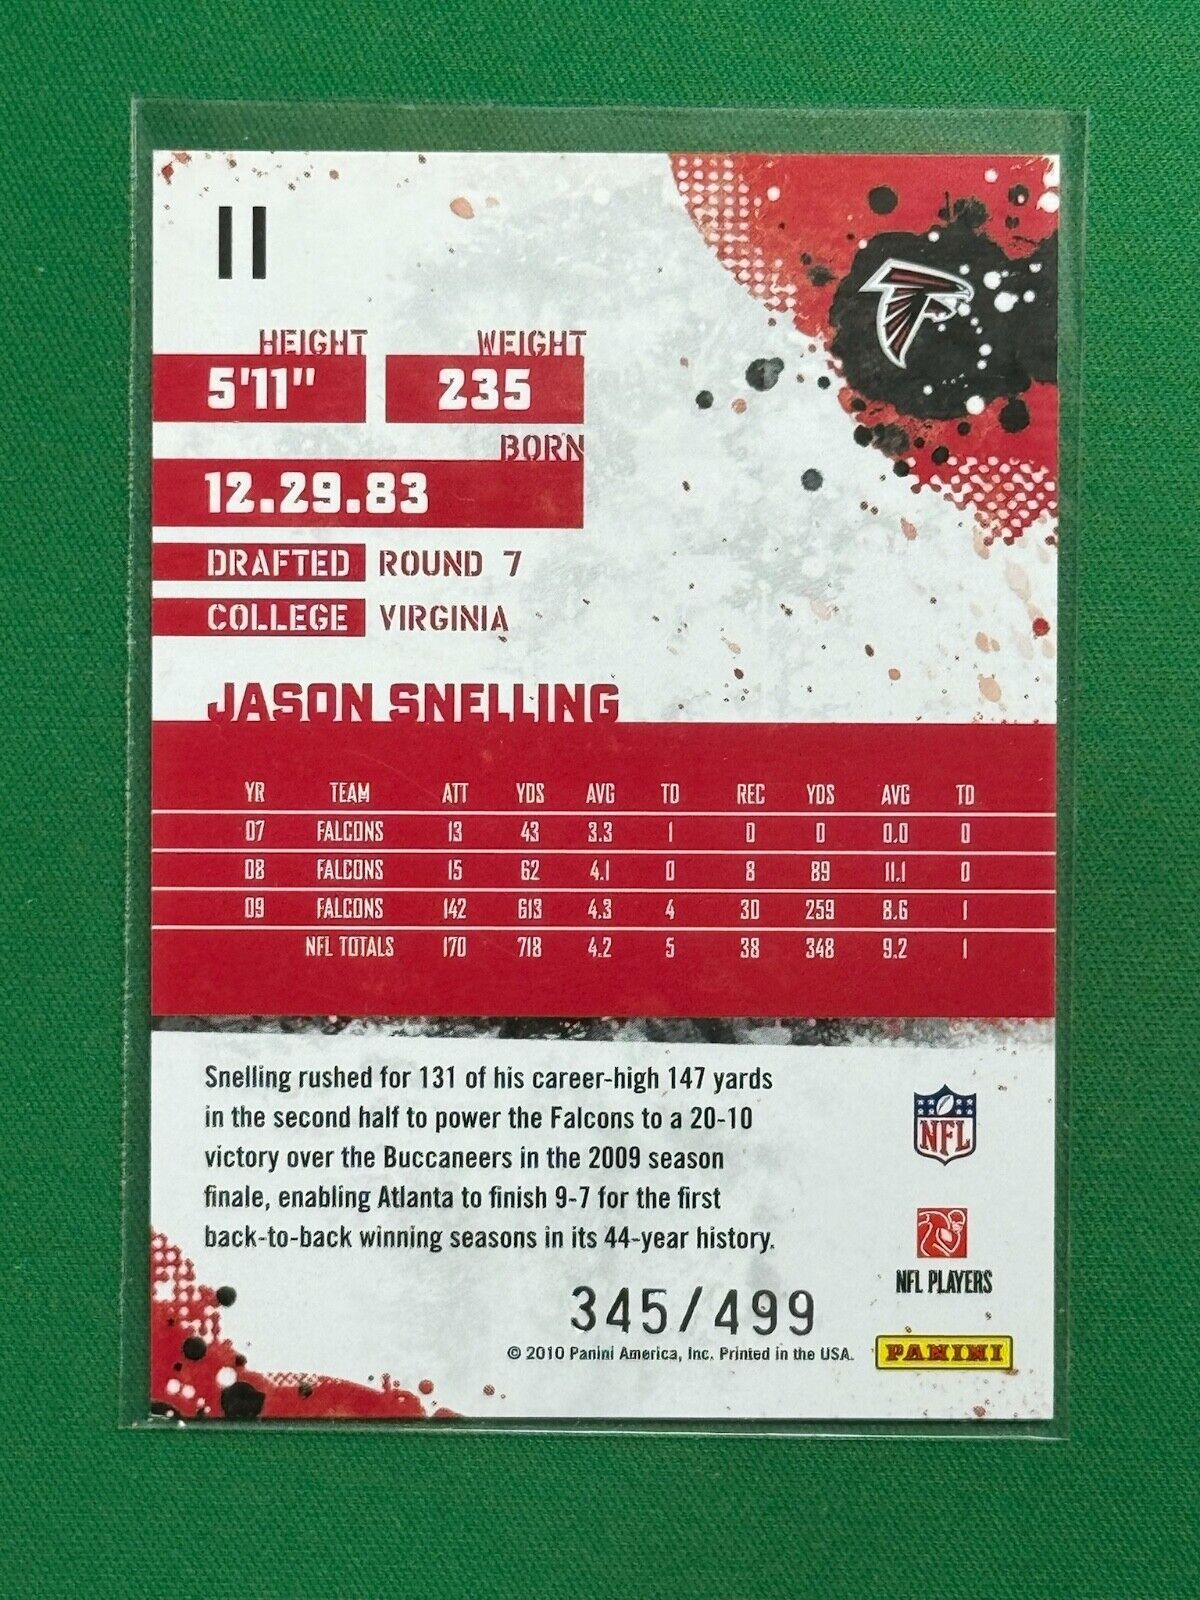 11
HEIGHT WEIGHT
5'11" 235
BORN
12.29.83
DRAFTED ROUND 7
COLLEGE VIRGINIA
JASON SNELLING
YR TEAM ATT YDS AVG TD REC YDS AVG TD
07 FALCONS 13 43 3.3 1 0 0 0.0 0
08 FALCONS 15 62 4.1 0 8 89 11.1 0
09 FALCONS 142 613 4.3 4 30 259 8.6 1
NFL TOTALS 170 718 4.2 5 38 348 9.2 1
Snelling rushed for 131 of his career-high 147 yards
in the second half to power the Falcons to a 20-10
victory over the Buccaneers in the 2009 season
finale, enabling Atlanta to finish 9-7 for the first
back-to-back winning seasons in its 44-year history.
NFL
NFL PLAYERS
345/499
© 2010 Panini America, Inc. Printed in the USA.
PANINI